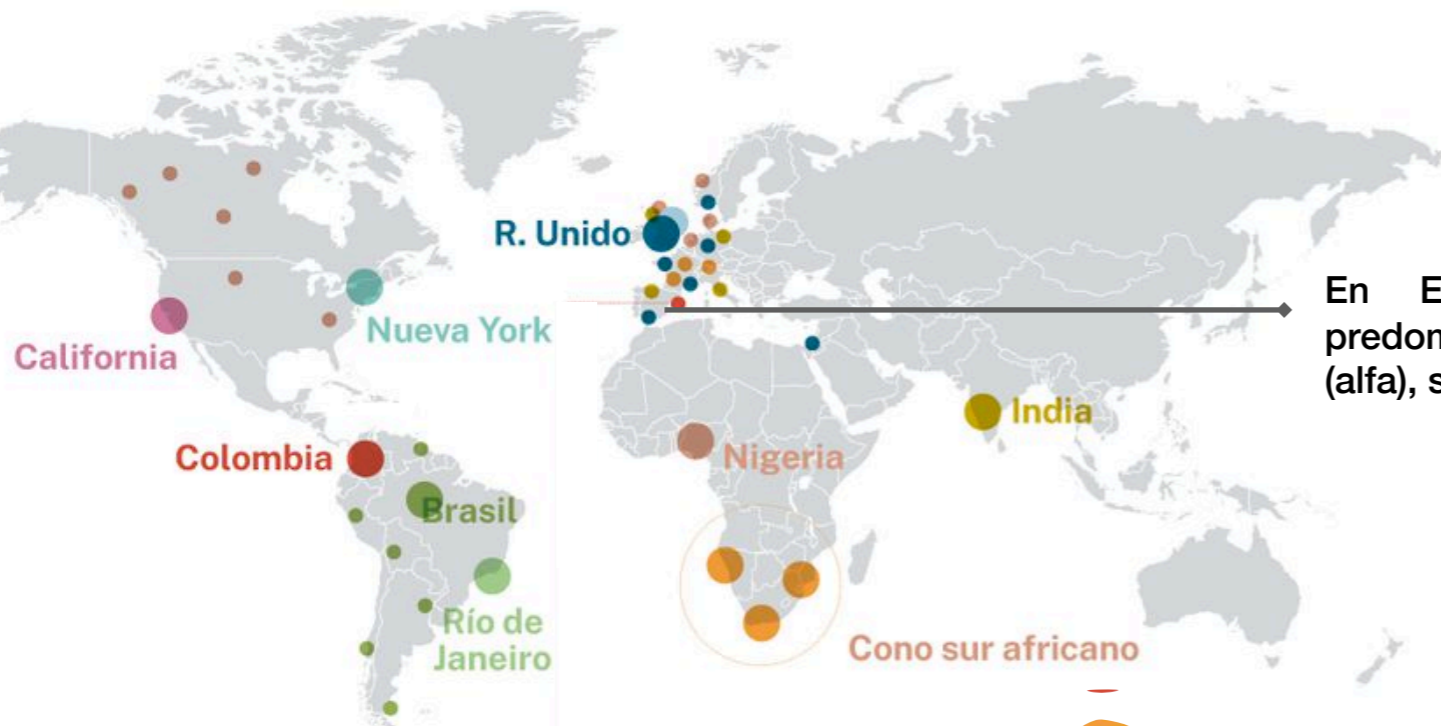 R. Unido
Nueva York
California
En E
predom
(alfa), s
India
Colombia
Nigeria
Brasil
Río de
Janeiro
Cono sur africano